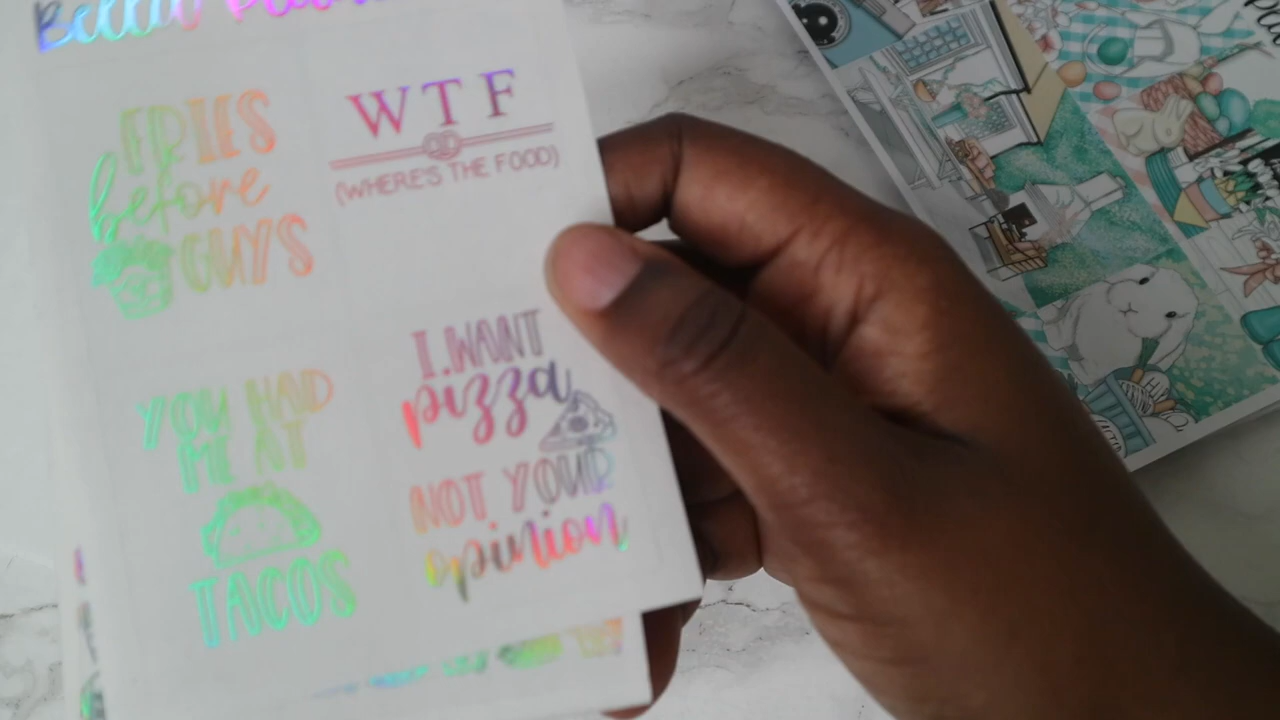 FRIES
before
GUYS
WTF
(WHERE'S THE FOOD)
YOU HAD
ME AT
TACOS
I WANT
pizza
NOT YOUR
opinion